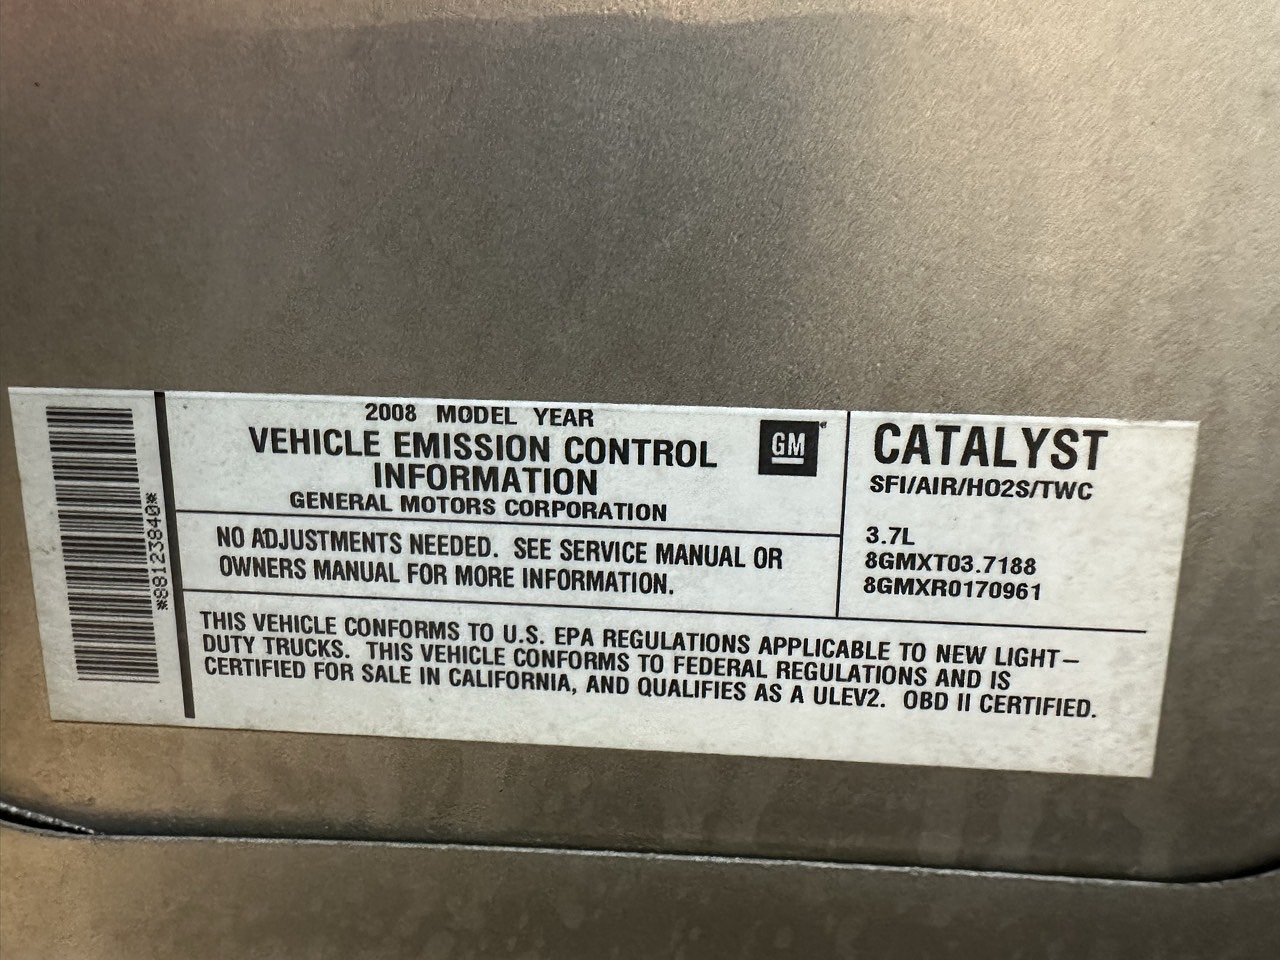 *98123840*
2008 MODEL YEAR
VEHICLE EMISSION CONTROL
INFORMATION
GENERAL MOTORS CORPORATION
GM
NO ADJUSTMENTS NEEDED. SEE SERVICE MANUAL OR
OWNERS MANUAL FOR MORE INFORMATION.
CATALYST
SFI/AIR/HO2S/TWC
3.7L
8GMXT03.7188
8GMXR0170961
THIS VEHICLE CONFORMS TO U.S. EPA REGULATIONS APPLICABLE TO NEW LIGHT-
DUTY TRUCKS. THIS VEHICLE CONFORMS TO FEDERAL REGULATIONS AND IS
CERTIFIED FOR SALE IN CALIFORNIA, AND QUALIFIES AS A ULEV2. OBD II CERTIFIED.